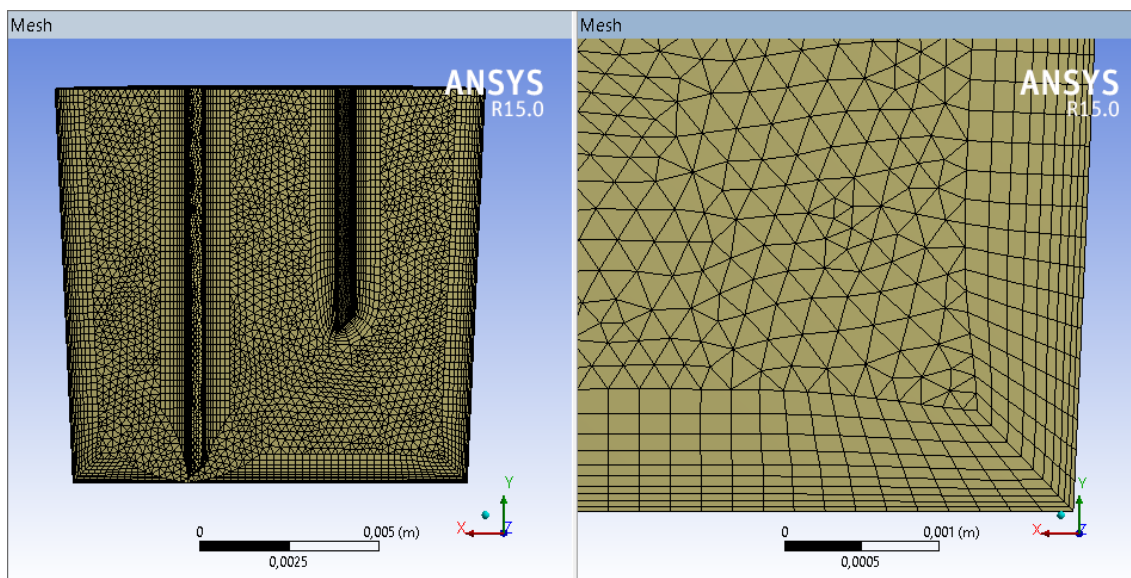 Mesh
ANSYS
R15.0
Y
X
Z
0
0,005 (m)
0,0025
Mesh
ANSYS
R15.0
Y
X
Z
0
0,001 (m)
0,0005